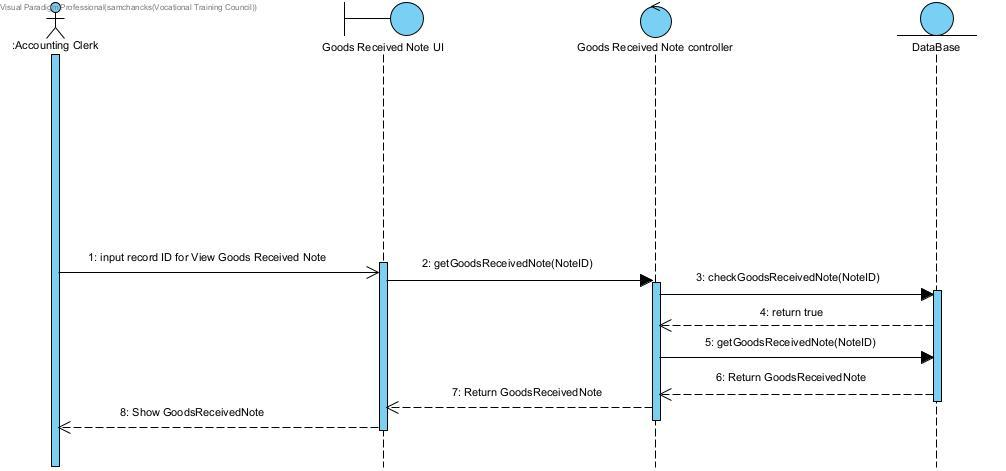 Visual Paradigm Professional(samchancks(Vocational Training Council))
:Accounting Clerk
Goods Received Note UI
Goods Received Note controller
DataBase
1: input record ID for View Goods Received Note
2: getGoodsReceivedNote(NoteID)
3: checkGoodsReceivedNote(NoteID)
4: return true
5: getGoodsReceivedNote(NoteID)
6: Return GoodsReceivedNote
7: Return GoodsReceivedNote
8: Show GoodsReceivedNote